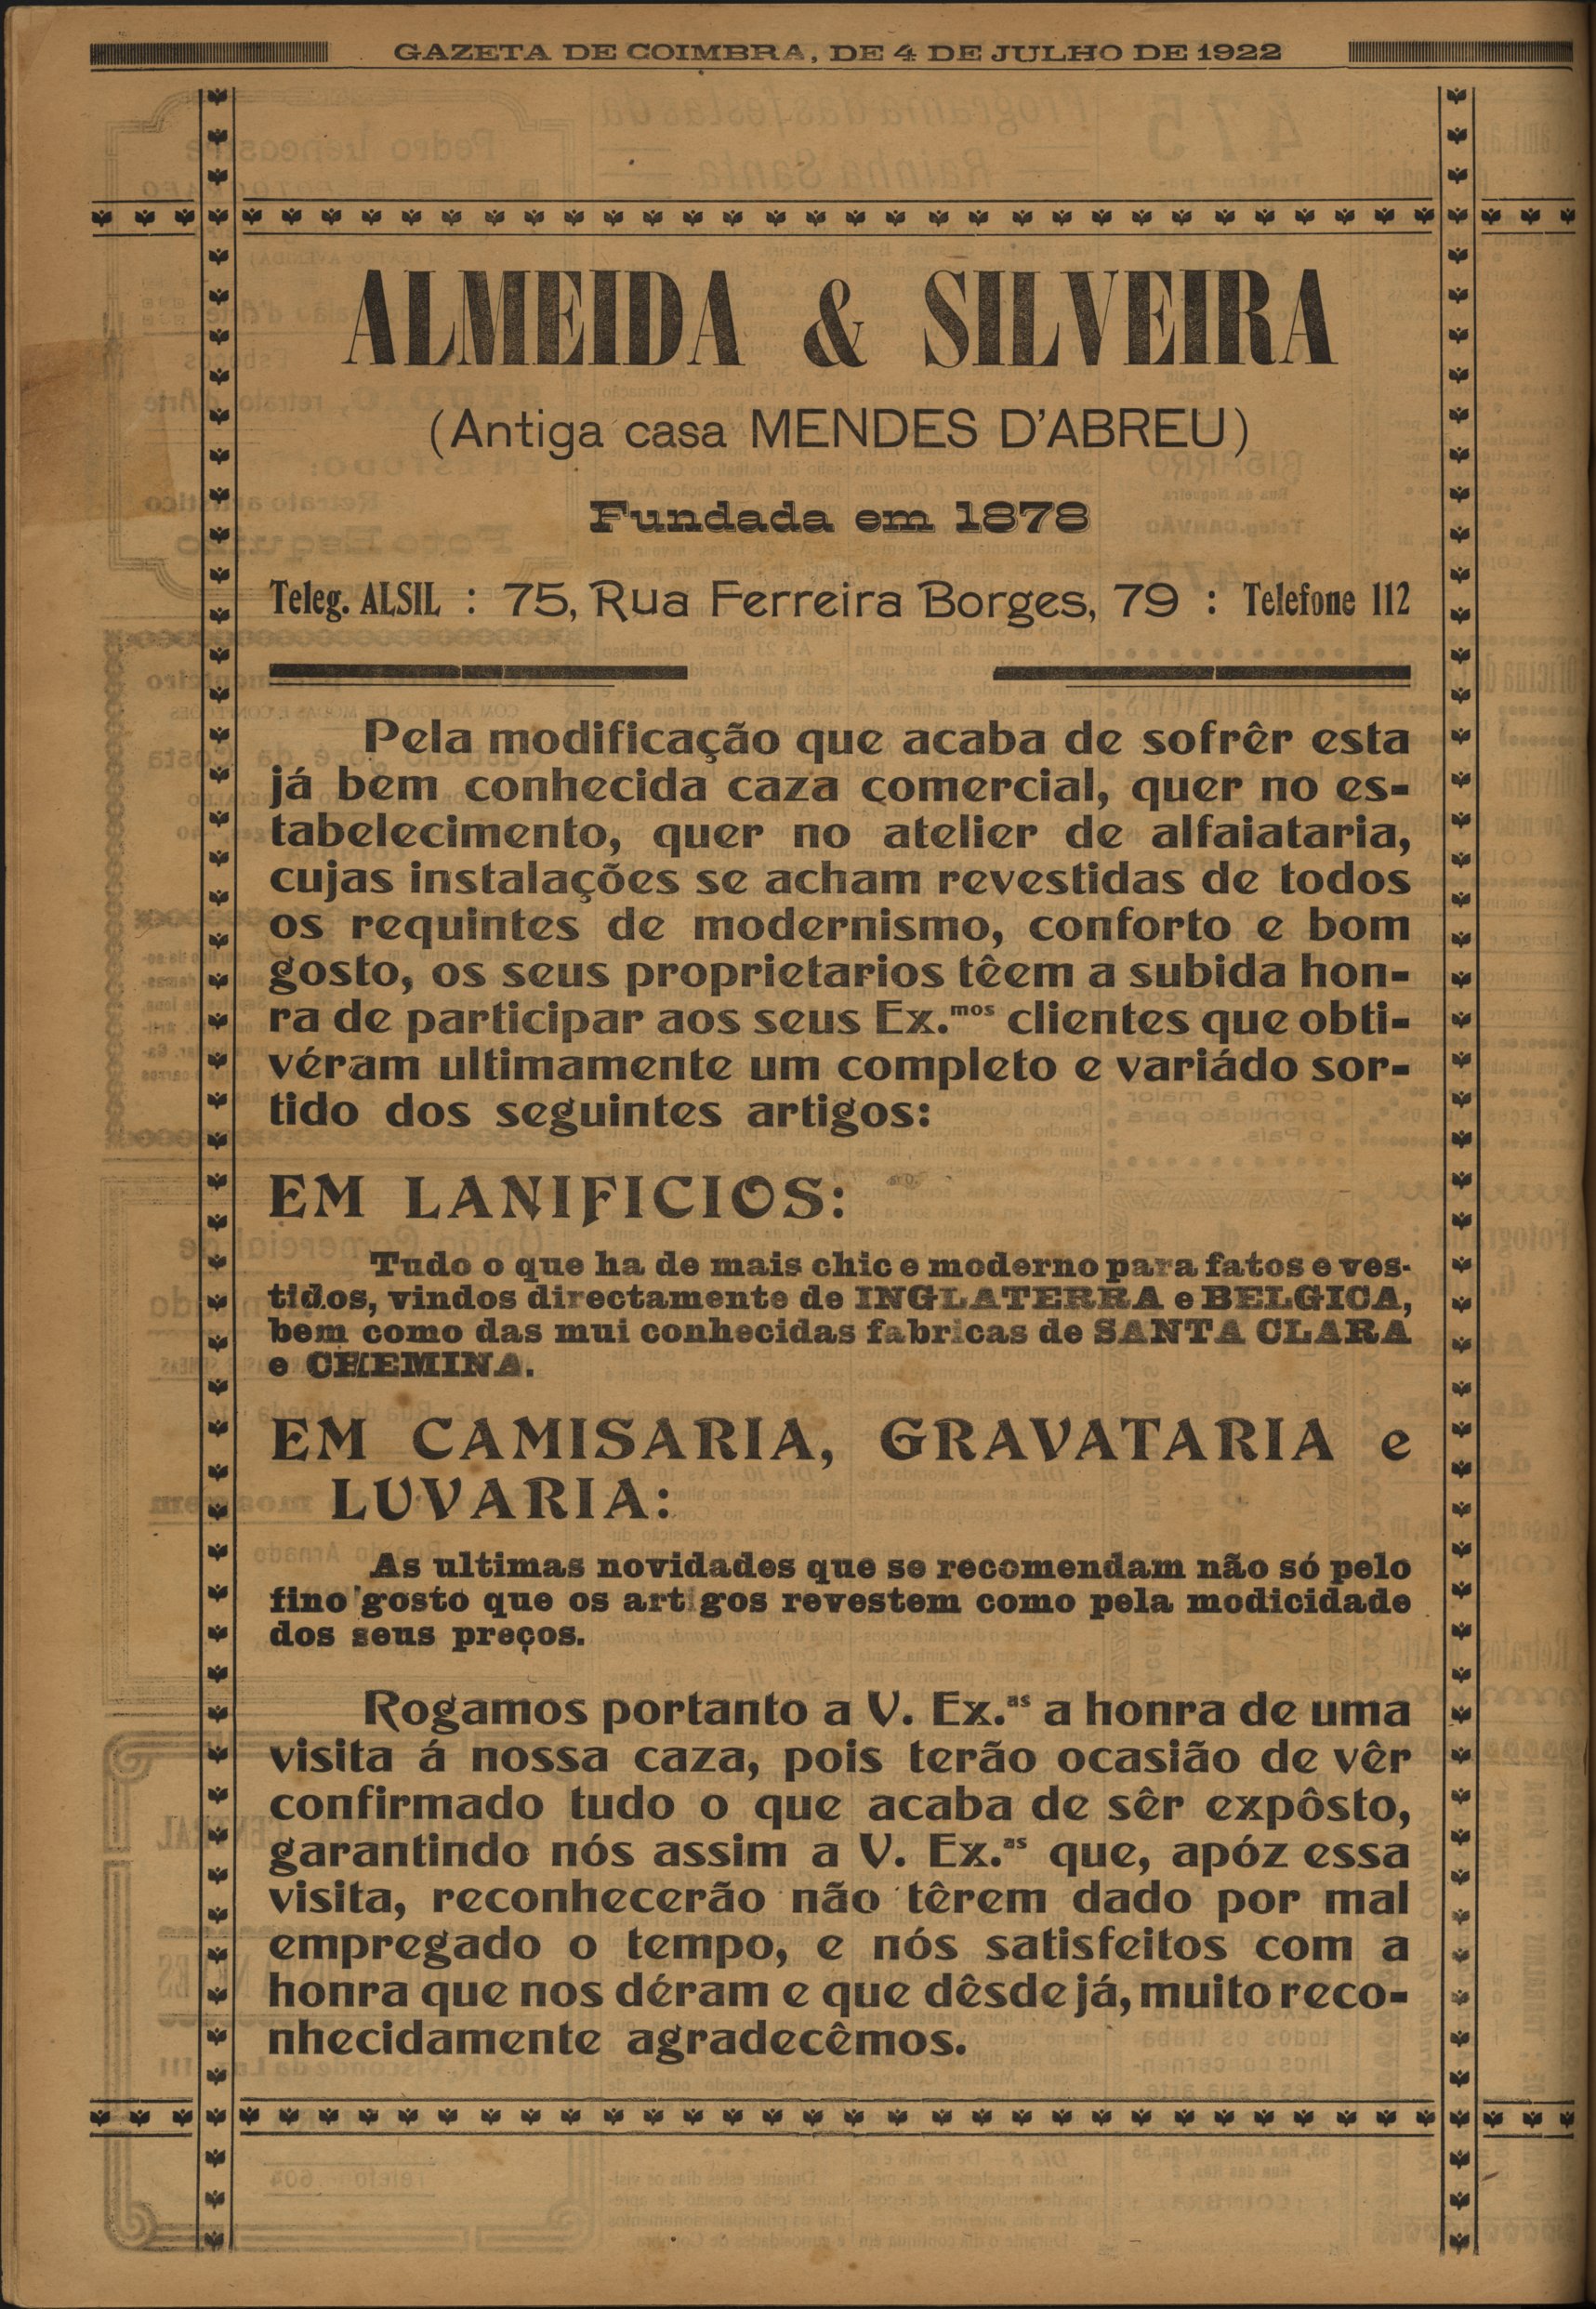 GAZETA DE COIMBRA, DE 4 DE JULHO DE 1922
ALMEIDA & SILVEIRA
(Antiga casa MENDES D'ABREU)
Fundada em 1878
Teleg. ALSIL : 75, Rua Ferreira Borges, 79 : Telefone 112
Pela modificação que acaba de sofrêr esta
já bem conhecida caza comercial, quer no es-
tabelecimento, quer no atelier de alfaiataria,
cujas instalações se acham revestidas de todos
os requintes de modernismo, conforto e bom
gosto, os seus proprietarios têem a subida hon-
ra de participar aos seus Ex.mos clientes que obti-
véram ultimamente um completo e variádo sor-
tido dos seguintes artigos:
EM LANIFICIOS:
Tudo o que ha de mais chic e moderno para fatos e ves-
tidos, vindos directamente de INGLATERRA e BELGICA,
bem como das mui conhecidas fabricas de SANTA CLARA
e CHEMINA.
EM CAMISARIA, GRAVATARIA e
LUVARIA:
As ultimas novidades que se recomendam não só pelo
fino gosto que os artigos revestem como pela modicidade
dos seus preços.
Rogamos portanto a V. Ex.as a honra de uma
visita á nossa caza, pois terão ocasião de vêr
confirmado tudo o que acaba de sêr expôsto,
garantindo nós assim a V. Ex.as que, apóz essa
visita, reconhecerão não têrem dado por mal
empregado o tempo, e nós satisfeitos com a
honra que nos déram e que dêsde já, muito reco-
nhecidamente agradecêmos.